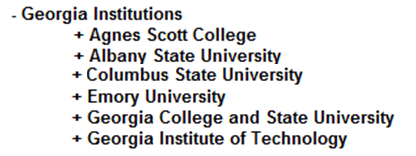 - Georgia Institutions
+ Agnes Scott College
+ Albany State University
+ Columbus State University
+ Emory University
+ Georgia College and State University
+ Georgia Institute of Technology